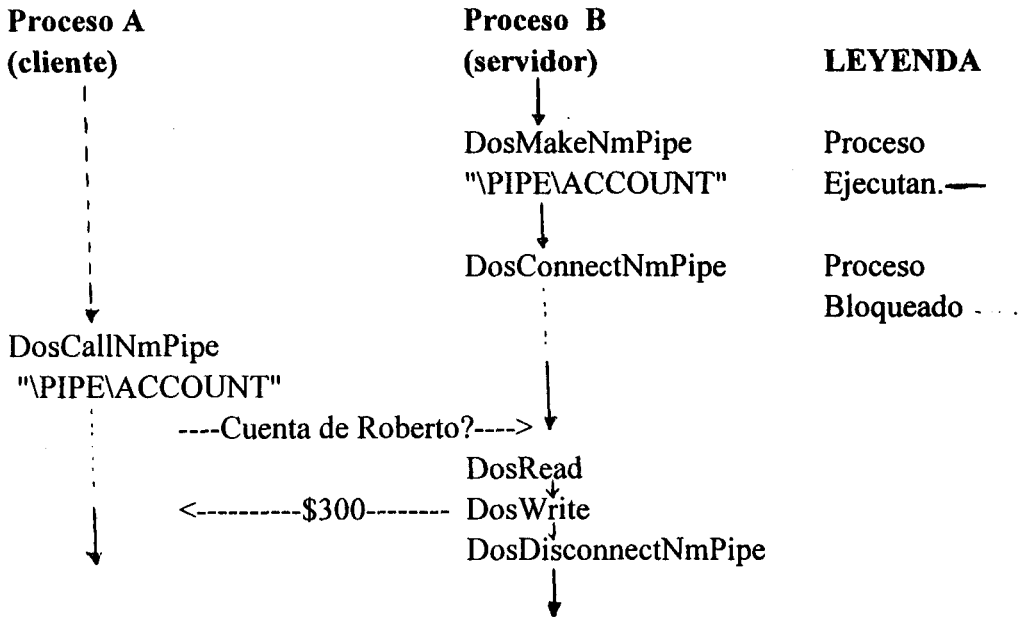 Proceso A Proceso B
(cliente) (servidor) LEYENDA
DosMakeNmPipe Proceso
"\PIPE\ACCOUNT" Ejecutan.
DosConnectNmPipe Proceso
Bloqueado
DosCallNmPipe
"\PIPE\ACCOUNT"
----Cuenta de Roberto?---->
DosRead
<----------$300-------- DosWrite
DosDisconnectNmPipe